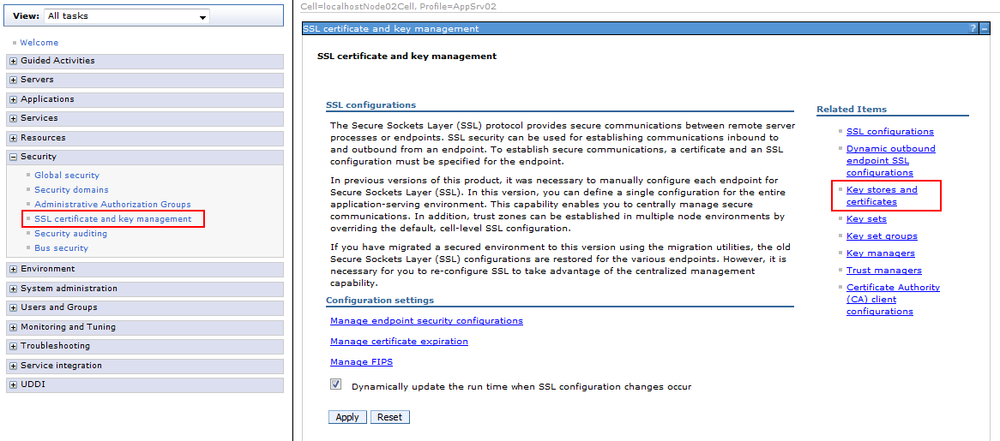 View: All tasks
Welcome
Guided Activities
Servers
Applications
Services
Resources
Security
Global security
Security domains
Administrative Authorization Groups
SSL certificate and key management
Security auditing
Bus security
Environment
System administration
Users and Groups
Monitoring and Tuning
Troubleshooting
Service integration
UDDI
Cell=localhostNode02Cell, Profile=AppSrv02
SSL certificate and key management ? –
SSL certificate and key management
SSL configurations
The Secure Sockets Layer (SSL) protocol provides secure communications between remote server
processes or endpoints. SSL security can be used for establishing communications inbound to
and outbound from an endpoint. To establish secure communications, a certificate and an SSL
configuration must be specified for the endpoint.
In previous versions of this product, it was necessary to manually configure each endpoint for
Secure Sockets Layer (SSL). In this version, you can define a single configuration for the entire
application-serving environment. This capability enables you to centrally manage secure
communications. In addition, trust zones can be established in multiple node environments by
overriding the default, cell-level SSL configuration.
If you have migrated a secured environment to this version using the migration utilities, the old
Secure Sockets Layer (SSL) configurations are restored for the various endpoints. However, it is
necessary for you to re-configure SSL to take advantage of the centralized management
capability.
Configuration settings
Manage endpoint security configurations
Manage certificate expiration
Manage FIPS
Dynamically update the run time when SSL configuration changes occur
Apply Reset
Related Items
SSL configurations
Dynamic outbound
endpoint SSL
configurations
Key stores and
certificates
Key sets
Key set groups
Key managers
Trust managers
Certificate Authority
(CA) client
configurations